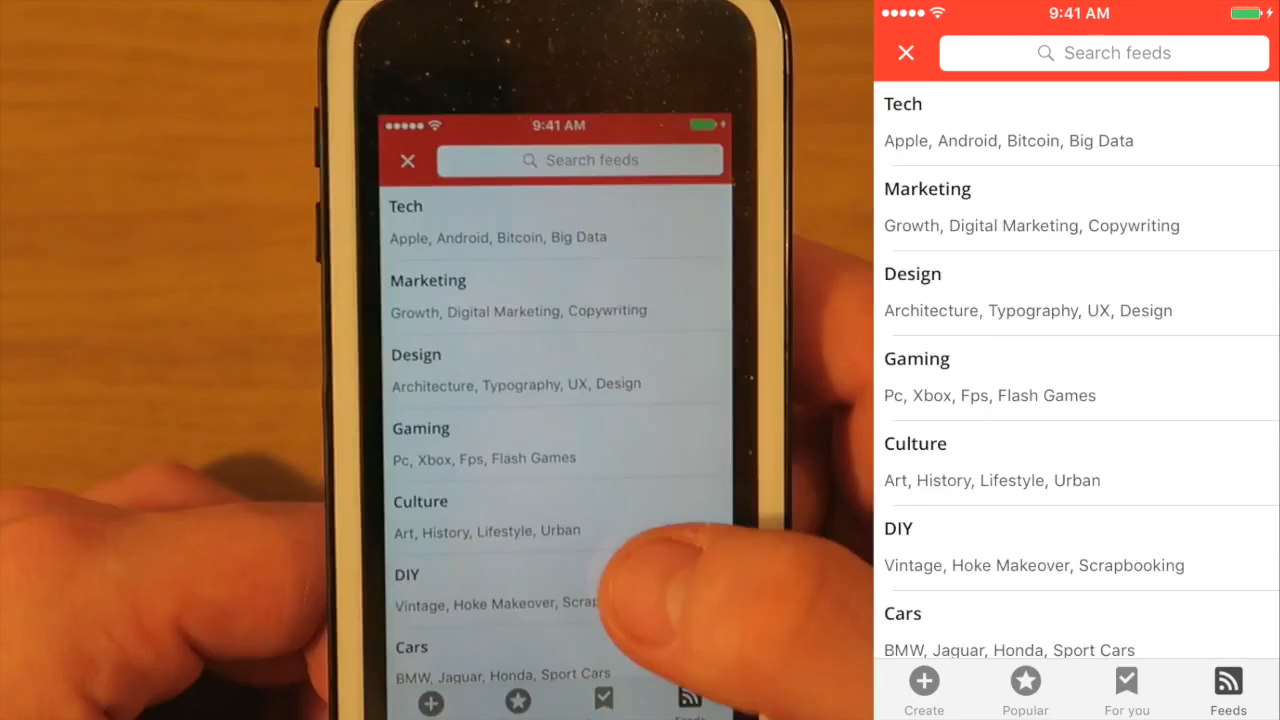 9:41 AM
Search feeds
Tech
Apple, Android, Bitcoin, Big Data
Marketing
Growth, Digital Marketing, Copywriting
Design
Architecture, Typography, UX, Design
Gaming
Pc, Xbox, Fps, Flash Games
Culture
Art, History, Lifestyle, Urban
DIY
Vintage, Hoke Makeover, Scrap
Cars
BMW, Jaguar, Honda, Sport Cars
9:41 AM
Search feeds
Tech
Apple, Android, Bitcoin, Big Data
Marketing
Growth, Digital Marketing, Copywriting
Design
Architecture, Typography, UX, Design
Gaming
Pc, Xbox, Fps, Flash Games
Culture
Art, History, Lifestyle, Urban
DIY
Vintage, Hoke Makeover, Scrapbooking
Cars
BMW, Jaguar, Honda, Sport Cars
Create Popular For you Feeds